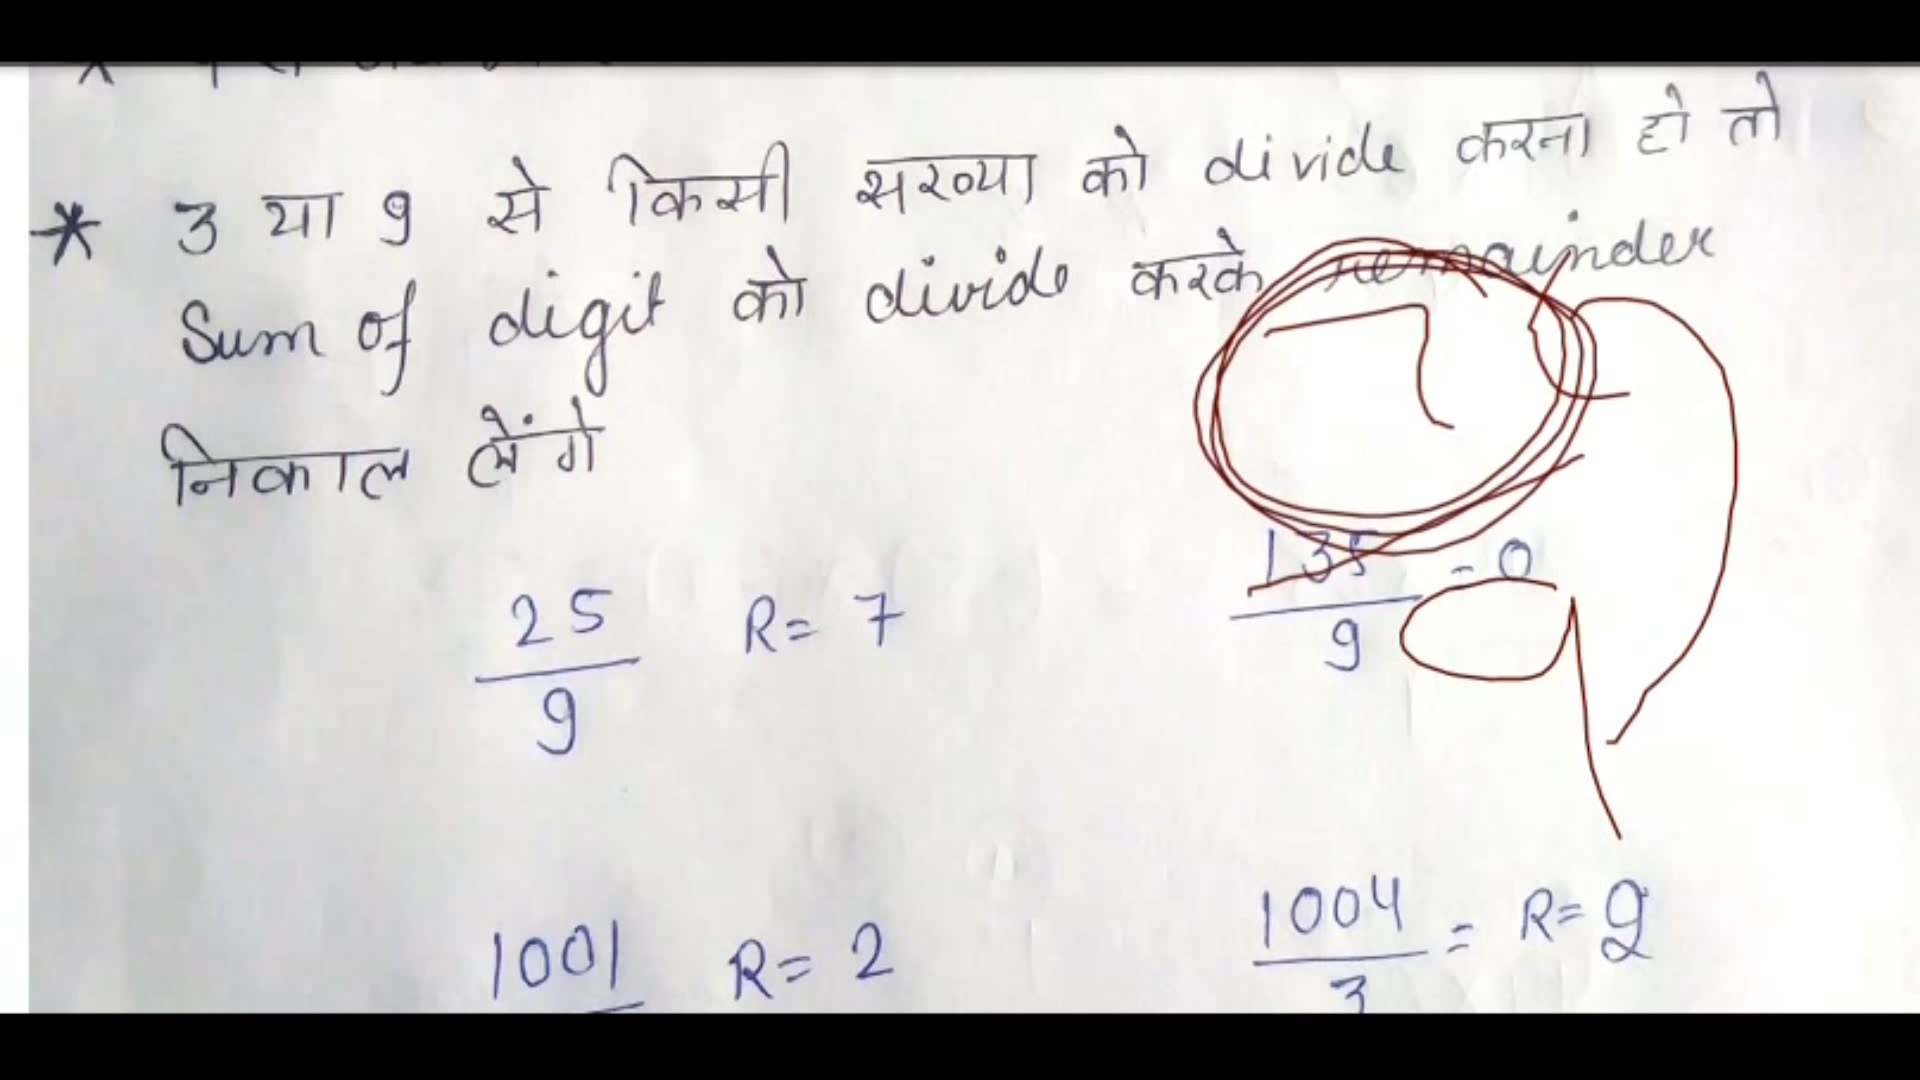 * 3 या 9 से किसी सख्या को divide करना हो तो
Sum of digit को divide करके remainder
निकाल लेंगे
25/9 R= 7
135/9 - 0
1001 R= 2
1004/3 = R= 2